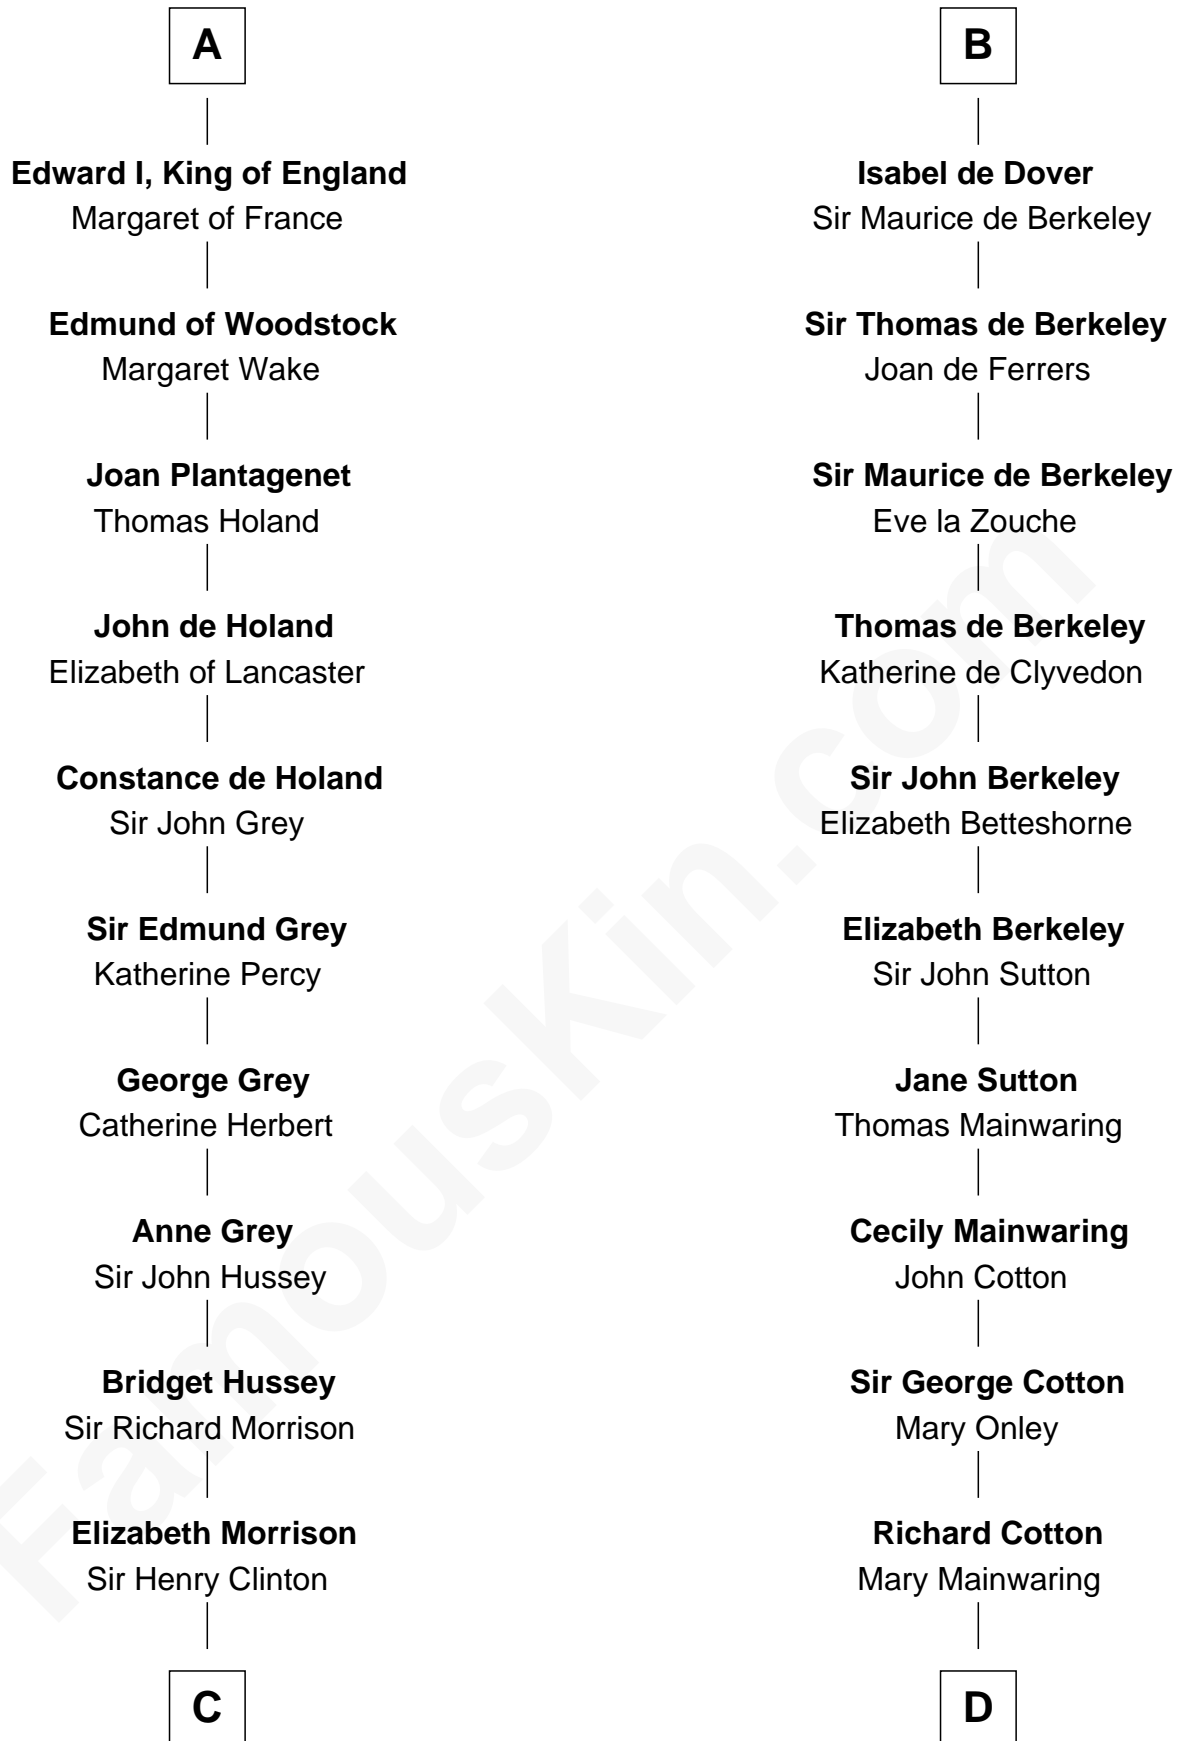 A
Edward I, King of England
Margaret of France
Edmund of Woodstock
Margaret Wake
Joan Plantagenet
Thomas Holand
John de Holand
Elizabeth of Lancaster
Constance de Holand
Sir John Grey
Sir Edmund Grey
Katherine Percy
George Grey
Catherine Herbert
Anne Grey
Sir John Hussey
Bridget Hussey
Sir Richard Morrison
Elizabeth Morrison
Sir Henry Clinton
C
B
Isabel de Dover
Sir Maurice de Berkeley
Sir Thomas de Berkeley
Joan de Ferrers
Sir Maurice de Berkeley
Eve la Zouche
Thomas de Berkeley
Katherine de Clyvedon
Sir John Berkeley
Elizabeth Betteshorne
Elizabeth Berkeley
Sir John Sutton
Jane Sutton
Thomas Mainwaring
Cecily Mainwaring
John Cotton
Sir George Cotton
Mary Onley
Richard Cotton
Mary Mainwaring
D
FamousKin.com